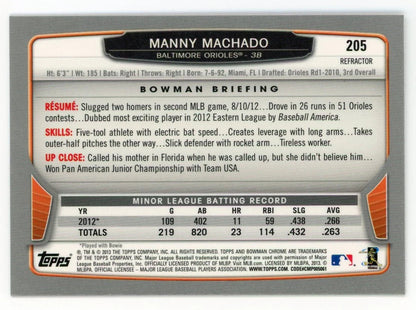 MANNY MACHADO
BALTIMORE ORIOLES - 3B
205
REFRACTOR
Ht: 6'3" | Wt: 185 | Bats: Right | Throws: Right | Born: 7-6-92, Miami, FL | Drafted: Orioles Rd1-2010, 3rd Overall
BOWMAN BRIEFING
RÉSUMÉ: Slugged two homers in second MLB game, 8/10/12...Drove in 26 runs in 51 Orioles
contests...Dubbed most exciting player in 2012 Eastern League by Baseball America.
SKILLS: Five-tool athlete with electric bat speed...Creates leverage with long arms...Takes
outer-half pitches the other way...Slick defender with rocket arm...Tireless worker.
UP CLOSE: Called his mother in Florida when he was called up, but she didn't believe him...
Won Pan American Junior Championship with Team USA.
MINOR LEAGUE BATTING RECORD
YR G AB HR RBI SLG AVG
2012* 109 402 11 59 .438 .266
TOTALS 219 820 23 114 .432 .263
*Played with Bowie
Topps
®, TM & © 2013 THE TOPPS COMPANY, INC. ALL RIGHTS RESERVED. TOPPS AND BOWMAN CHROME ARE TRADEMARKS
OF THE TOPPS COMPANY, INC. Major League Baseball trademarks and copyrights are used with permission of Major
League Baseball Properties, Inc. OFFICIALLY LICENSED PRODUCT OF MLBP. Visit MLB.COM. © MLBPA. 2013. ®
MLBPA. OFFICIAL LICENSEE - MAJOR LEAGUE BASEBALL PLAYERS ASSOCIATION. WWW.TOPPS.COM. CODE#CMP005061